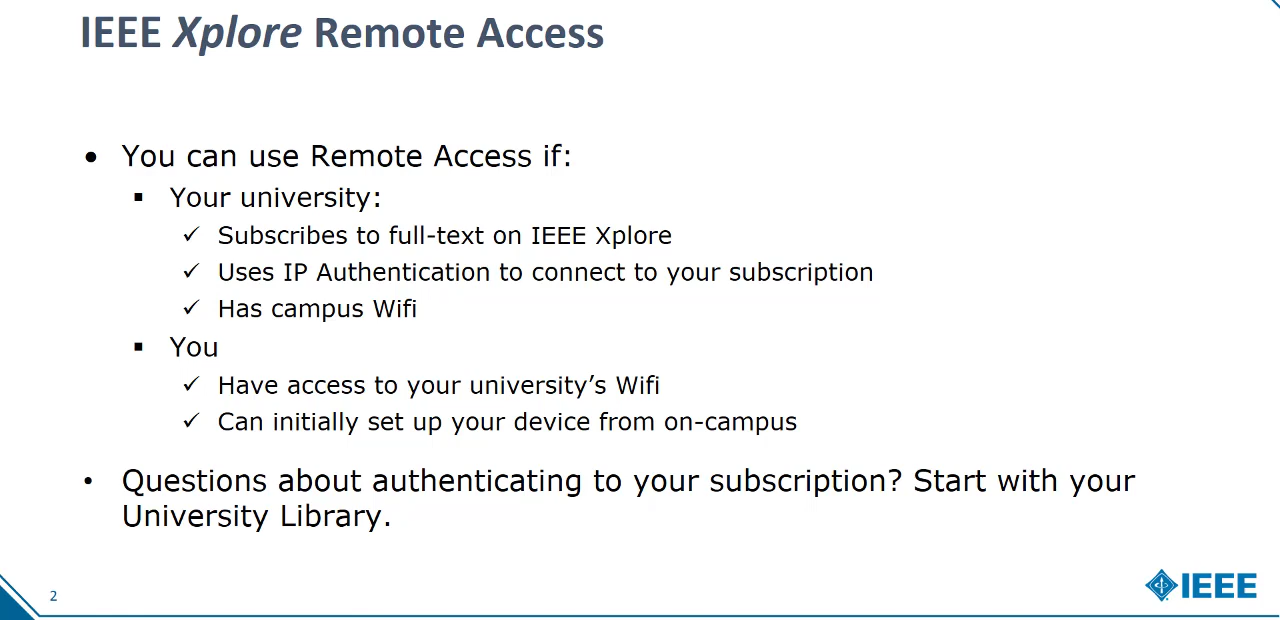 IEEE Xplore Remote Access
• You can use Remote Access if:
▪ Your university:
✓ Subscribes to full-text on IEEE Xplore
✓ Uses IP Authentication to connect to your subscription
✓ Has campus Wifi
▪ You
✓ Have access to your university’s Wifi
✓ Can initially set up your device from on-campus
• Questions about authenticating to your subscription? Start with your
University Library.
2
IEEE